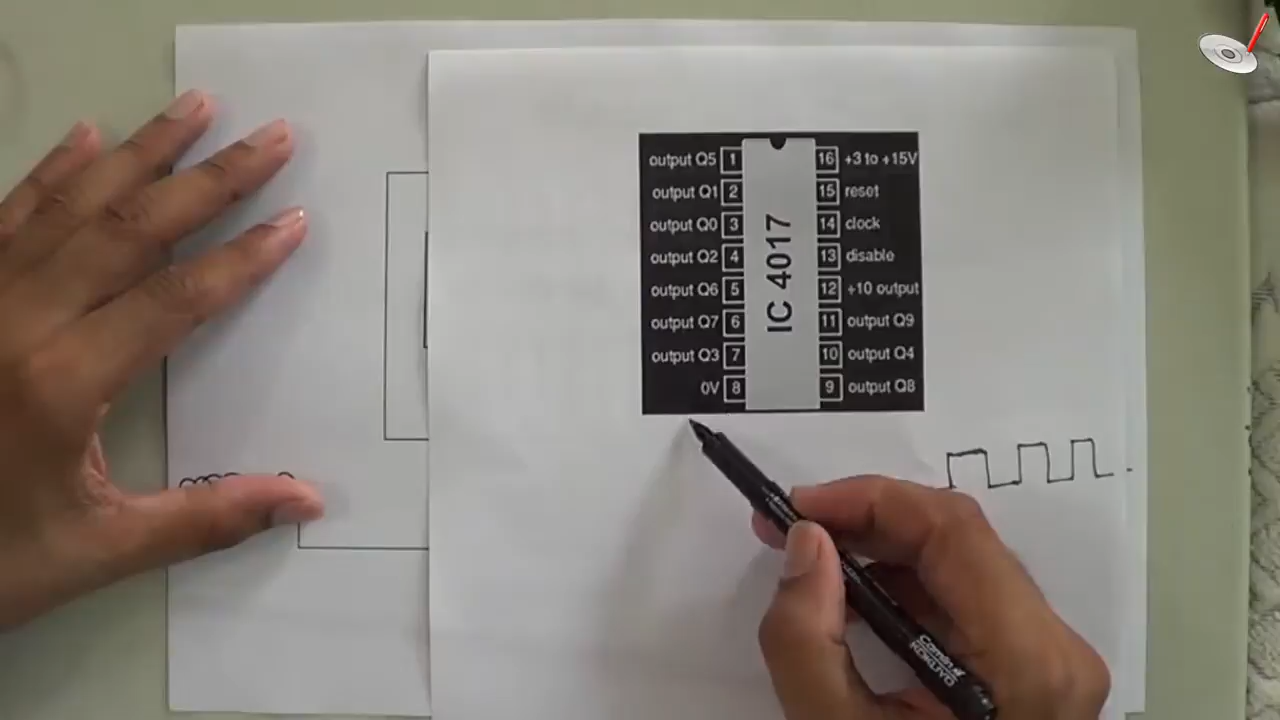 output Q5 1 16 +3 to +15V
output Q1 2 15 reset
output Q0 3 14 clock
output Q2 4 13 disable
output Q6 5 12 +10 output
output Q7 6 11 output Q9
output Q3 7 10 output Q4
0V 8 9 output Q8
IC 4017
Camlin
KOKUYO